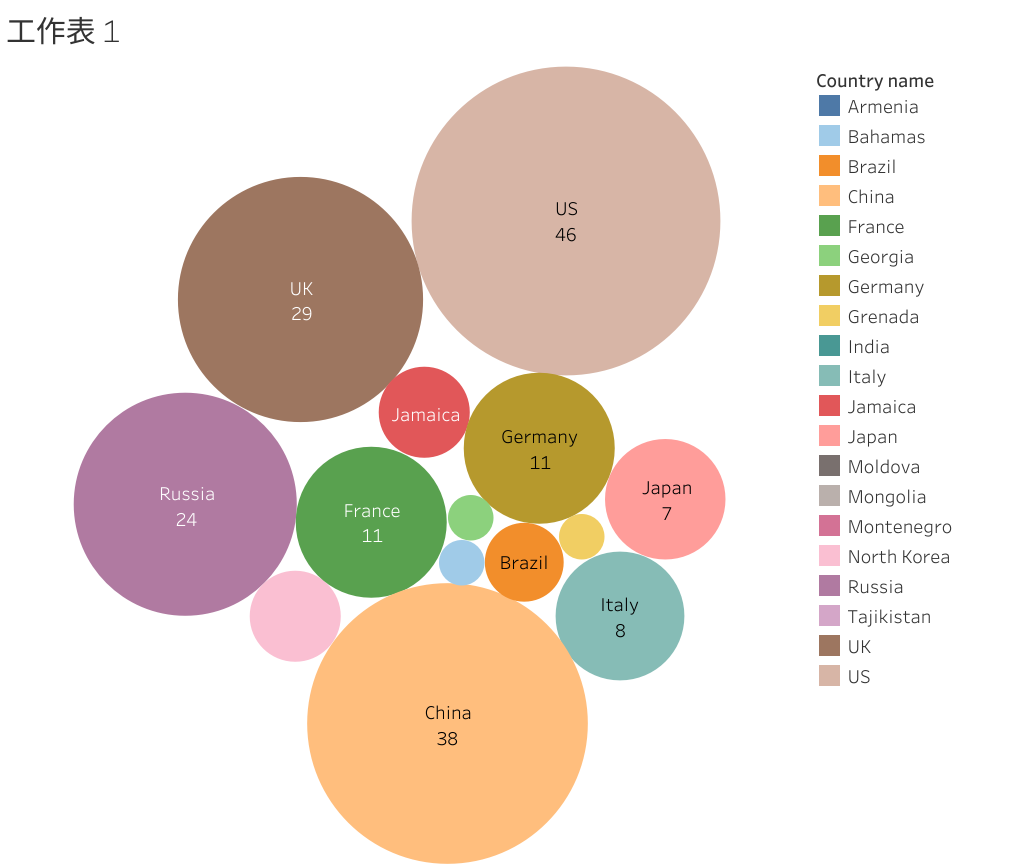 工作表 1
US
46
UK
29
Jamaica
Germany
11
Japan
7
Russia
24
France
11
Brazil
Italy
8
China
38
Country name
Armenia
Bahamas
Brazil
China
France
Georgia
Germany
Grenada
India
Italy
Jamaica
Japan
Moldova
Mongolia
Montenegro
North Korea
Russia
Tajikistan
UK
US